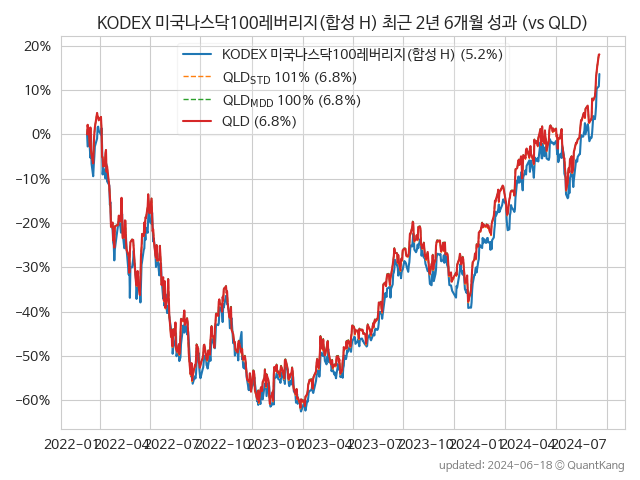 KODEX 미국나스닥100레버리지(합성 H) 최근 2년 6개월 성과 (vs QLD)
20%
10%
0%
−10%
−20%
−30%
−40%
−50%
−60%
KODEX 미국나스닥100레버리지(합성 H) (5.2%)
QLD_STD 101% (6.8%)
QLD_MDD 100% (6.8%)
QLD (6.8%)
2022−01 2022−04 2022−07 2022−10 2023−01 2023−04 2023−07 2023−10 2024−01 2024−04 2024−07
updated: 2024-06-18 ⓒ QuantKang